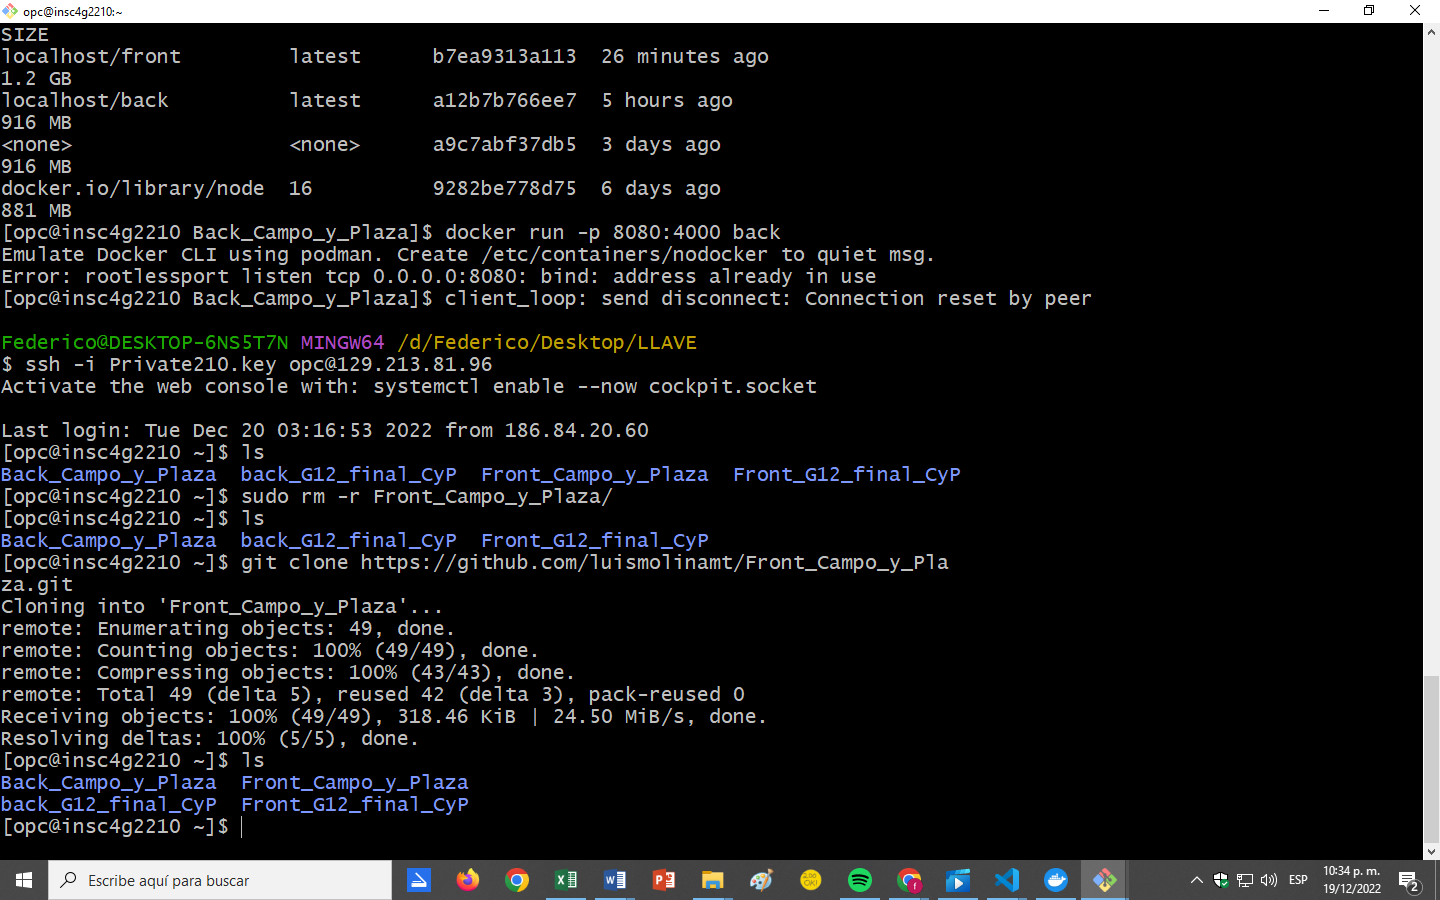 opc@insc4g2210:~
SIZE
localhost/front         latest      b7ea9313a113  26 minutes ago
1.2 GB
localhost/back          latest      a12b7b766ee7  5 hours ago
916 MB
<none>                  <none>      a9c7abf37db5  3 days ago
916 MB
docker.io/library/node  16          9282be778d75  6 days ago
881 MB
[opc@insc4g2210 Back_Campo_y_Plaza]$ docker run -p 8080:4000 back
Emulate Docker CLI using podman. Create /etc/containers/nodocker to quiet msg.
Error: rootlessport listen tcp 0.0.0.0:8080: bind: address already in use
[opc@insc4g2210 Back_Campo_y_Plaza]$ client_loop: send disconnect: Connection reset by peer
Federico@DESKTOP-6NS5T7N MINGW64 /d/Federico/Desktop/LLAVE
$ ssh -i Private210.key opc@129.213.81.96
Activate the web console with: systemctl enable --now cockpit.socket
Last login: Tue Dec 20 03:16:53 2022 from 186.84.20.60
[opc@insc4g2210 ~]$ ls
Back_Campo_y_Plaza  back_G12_final_CyP  Front_Campo_y_Plaza  Front_G12_final_CyP
[opc@insc4g2210 ~]$ sudo rm -r Front_Campo_y_Plaza/
[opc@insc4g2210 ~]$ ls
Back_Campo_y_Plaza  back_G12_final_CyP  Front_G12_final_CyP
[opc@insc4g2210 ~]$ git clone https://github.com/luismolinamt/Front_Campo_y_Pla
za.git
Cloning into 'Front_Campo_y_Plaza'...
remote: Enumerating objects: 49, done.
remote: Counting objects: 100% (49/49), done.
remote: Compressing objects: 100% (43/43), done.
remote: Total 49 (delta 5), reused 42 (delta 3), pack-reused 0
Receiving objects: 100% (49/49), 318.46 KiB | 24.50 MiB/s, done.
Resolving deltas: 100% (5/5), done.
[opc@insc4g2210 ~]$ ls
Back_Campo_y_Plaza  Front_Campo_y_Plaza
back_G12_final_CyP  Front_G12_final_CyP
[opc@insc4g2210 ~]$
Escribe aquí para buscar
ESP
10:34 p. m.
19/12/2022
2